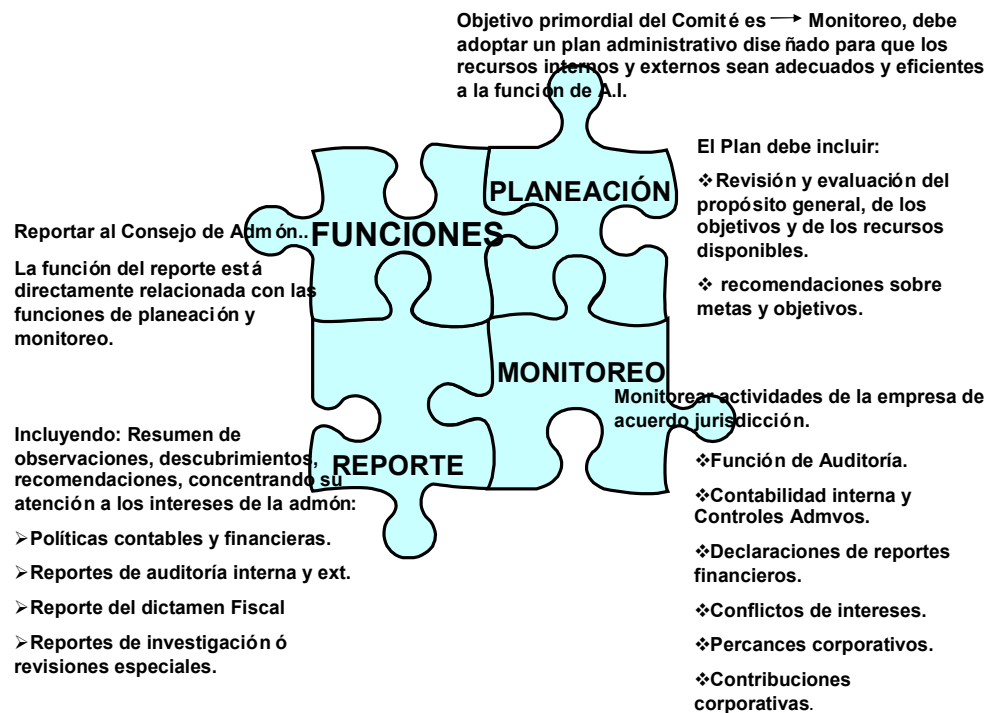 Objetivo primordial del Comité es → Monitoreo, debe
adoptar un plan administrativo diseñado para que los
recursos internos y externos sean adecuados y eficientes
a la función de A.I.
PLANEACIÓN
El Plan debe incluir:
❖Revisión y evaluación del
propósito general, de los
objetivos y de los recursos
disponibles.
❖ recomendaciones sobre
metas y objetivos.
FUNCIONES
Reportar al Consejo de Admón..
La función del reporte está
directamente relacionada con las
funciones de planeación y
monitoreo.
MONITOREO
Monitorear actividades de la empresa de
acuerdo jurisdicción.
❖Función de Auditoría.
❖Contabilidad interna y
Controles Admvos.
❖Declaraciones de reportes
financieros.
❖Conflictos de intereses.
❖Percances corporativos.
❖Contribuciones
corporativas.
REPORTE
Incluyendo: Resumen de
observaciones, descubrimientos,
recomendaciones, concentrando su
atención a los intereses de la admón:
➢Políticas contables y financieras.
➢Reportes de auditoría interna y ext.
➢Reporte del dictamen Fiscal
➢Reportes de investigación ó
revisiones especiales.